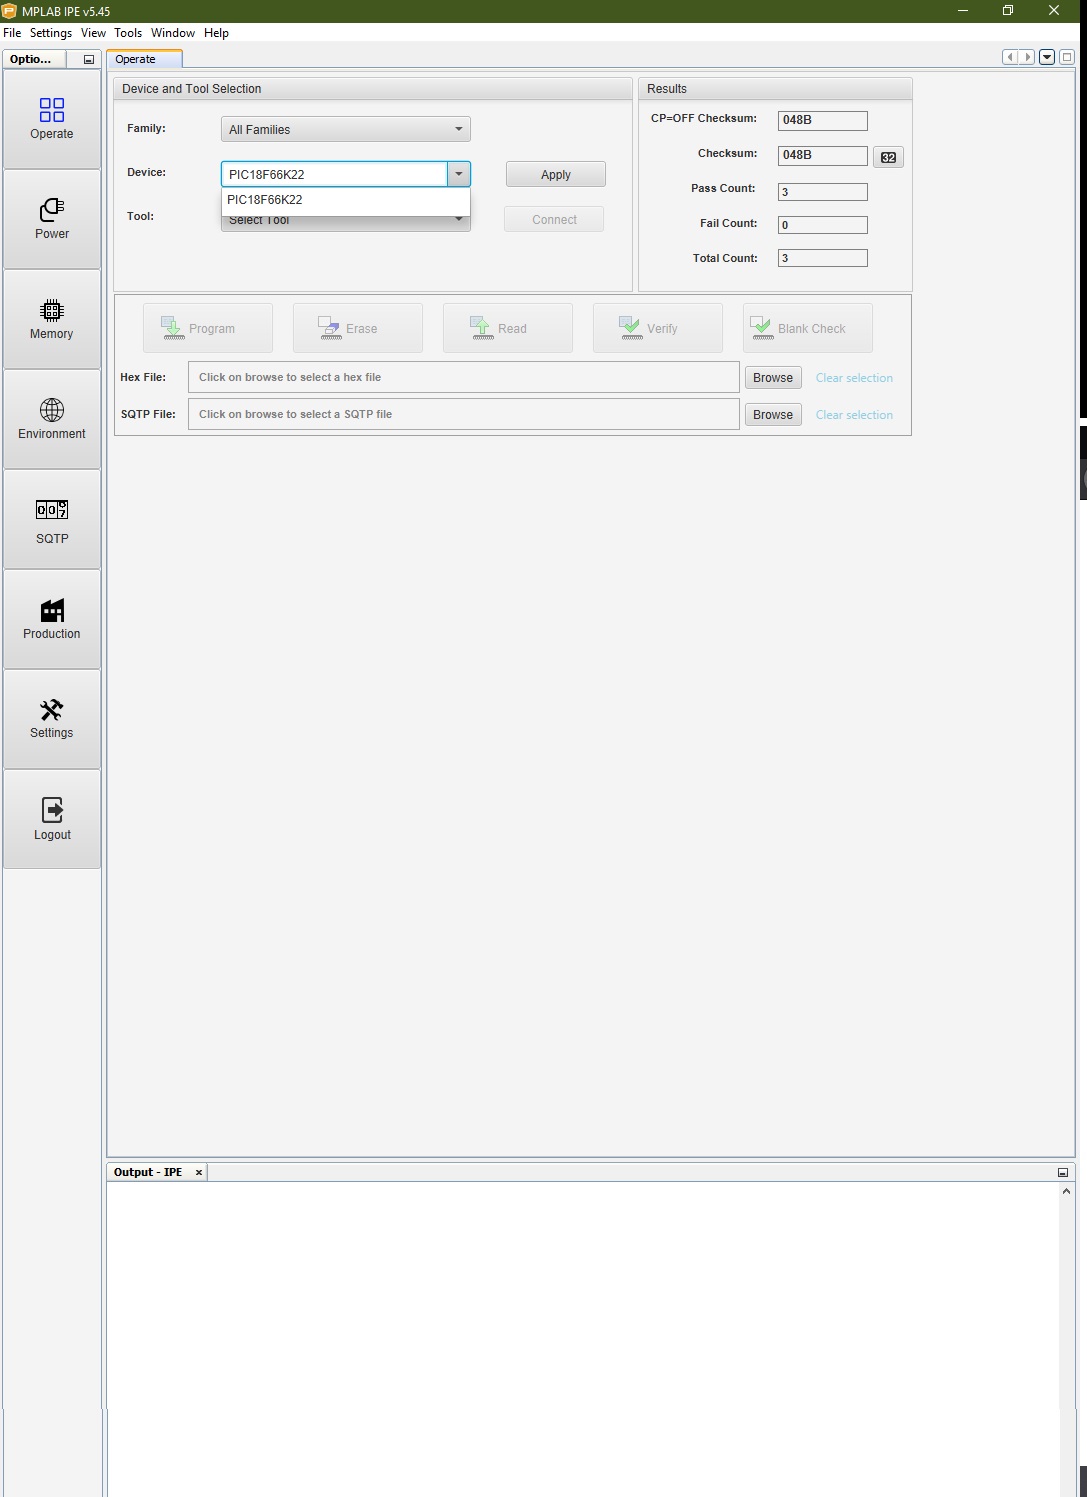 MPLAB IPE v5.45
File Settings View Tools Window Help
Optio...
Operate
Operate
Power
Memory
Environment
SQTP
Production
Settings
Logout
Device and Tool Selection
Family: All Families
Device: PIC18F66K22 Apply
PIC18F66K22
Tool: Select Tool Connect
Results
CP=OFF Checksum: 048B
Checksum: 048B 32
Pass Count: 3
Fail Count: 0
Total Count: 3
Program Erase Read Verify Blank Check
Hex File: Click on browse to select a hex file Browse Clear selection
SQTP File: Click on browse to select a SQTP file Browse Clear selection
Output - IPE